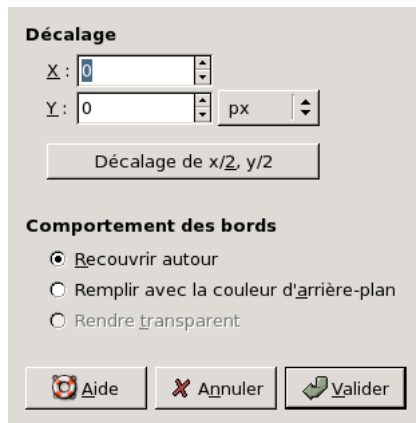 Décalage
X : 0
Y : 0 px
Décalage de x/2, y/2
Comportement des bords
Recouvrir autour
Remplir avec la couleur d'arrière-plan
Rendre transparent
Aide Annuler Valider